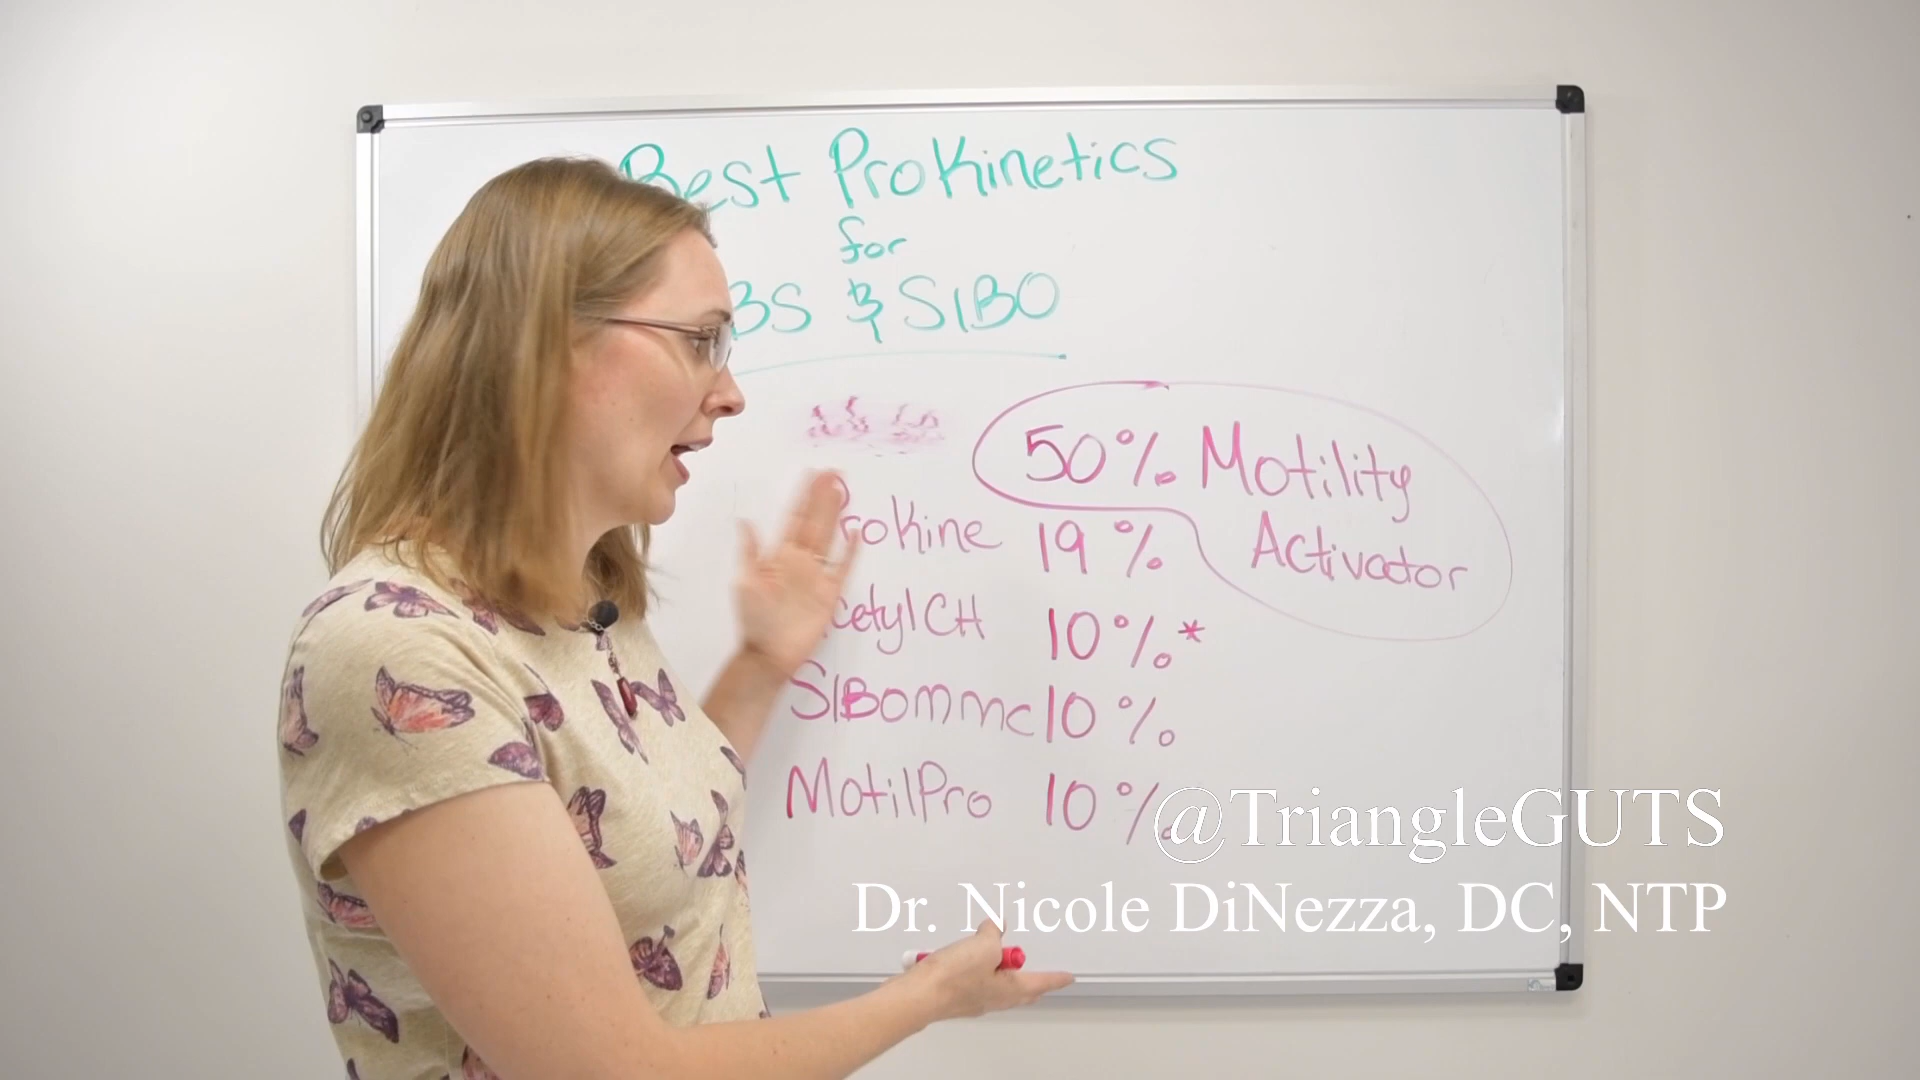 Best ProKinetics
for
BS & SIBO
50% Motility
Activator
ProKine 19%
cetylCH 10%*
SIBOmmc 10%
MotilPro 10%
@TriangleGUTS
Dr. Nicole DiNezza, DC, NTP